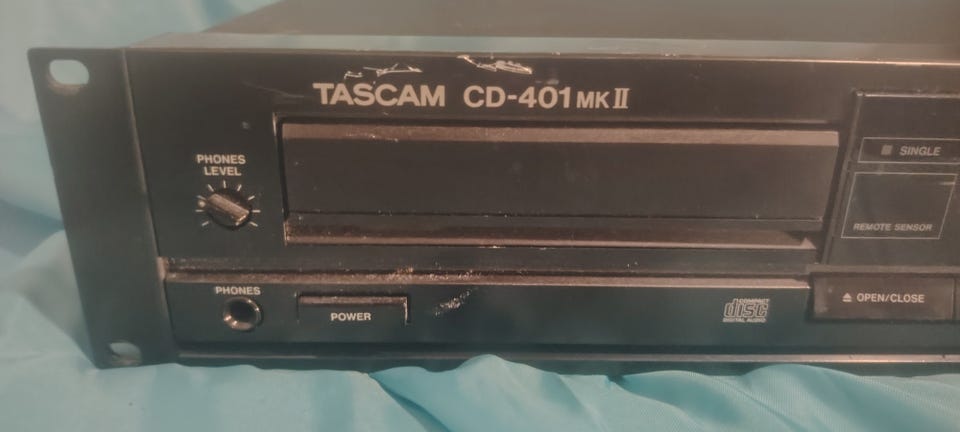 TASCAM CD-401MKII
PHONES
LEVEL
SINGLE
REMOTE SENSOR
PHONES
POWER
COMPACT
disc
DIGITAL AUDIO
⏏ OPEN/CLOSE